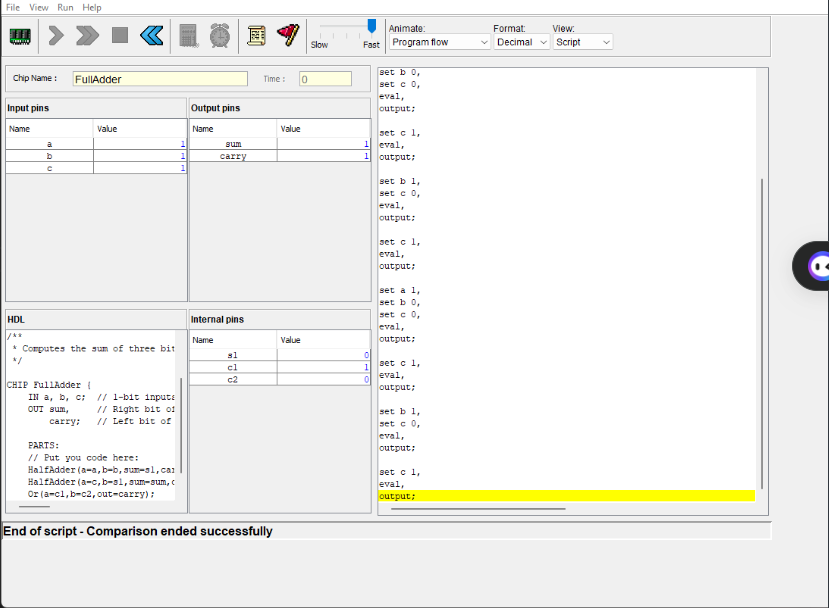 File View Run Help
Slow Fast
Animate:
Program flow
Format:
Decimal
View:
Script
Chip Name :
FullAdder
Time :
0
Input pins
Name Value
a 1
b 1
c 1
Output pins
Name Value
sum 1
carry 1
HDL
/**
* Computes the sum of three bit
*/
CHIP FullAdder {
IN a, b, c; // 1-bit inputs
OUT sum, // Right bit of
carry; // Left bit of
PARTS:
// Put you code here:
HalfAdder(a=a,b=b,sum=s1,car
HalfAdder(a=c,b=s1,sum=sum,c
Or(a=c1,b=c2,out=carry);
Internal pins
Name Value
s1 0
c1 1
c2 0
set b 0,
set c 0,
eval,
output;
set c 1,
eval,
output;
set b 1,
set c 0,
eval,
output;
set c 1,
eval,
output;
set a 1,
set b 0,
set c 0,
eval,
output;
set c 1,
eval,
output;
set b 1,
set c 0,
eval,
output;
set c 1,
eval,
output;
End of script - Comparison ended successfully